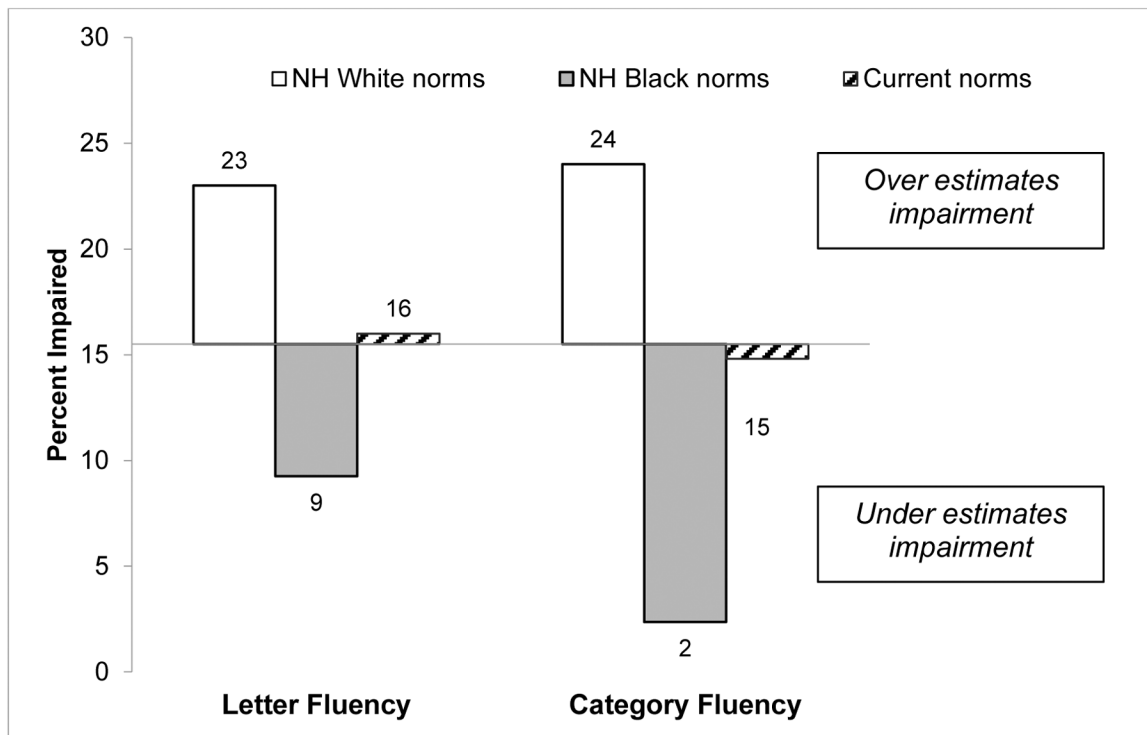 30
NH White norms NH Black norms Current norms
25
23
24
Over estimates
impairment
20
16
15
15
Percent Impaired
10
9
Under estimates
impairment
5
2
0
Letter Fluency Category Fluency